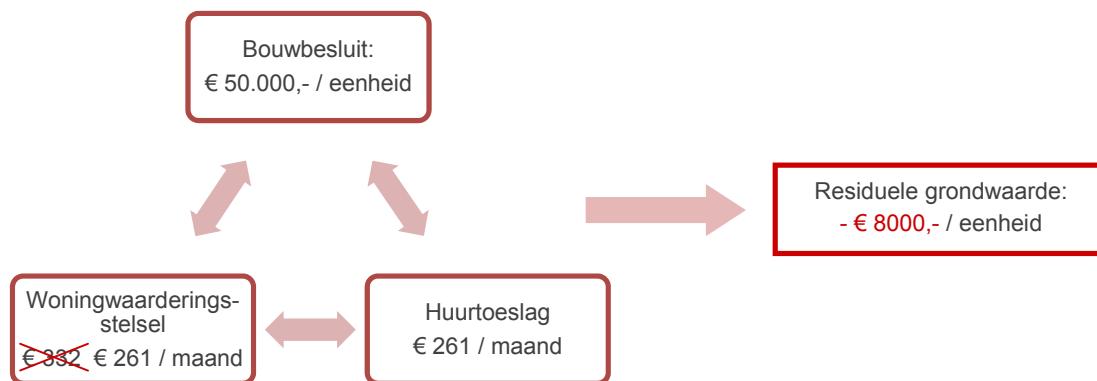 Bouwbesluit:
€ 50.000,- / eenheid
Residuele grondwaarde:
- € 8000,- / eenheid
Woningwaarderings-
stelsel
€ 332 € 261 / maand
Huurtoeslag
€ 261 / maand